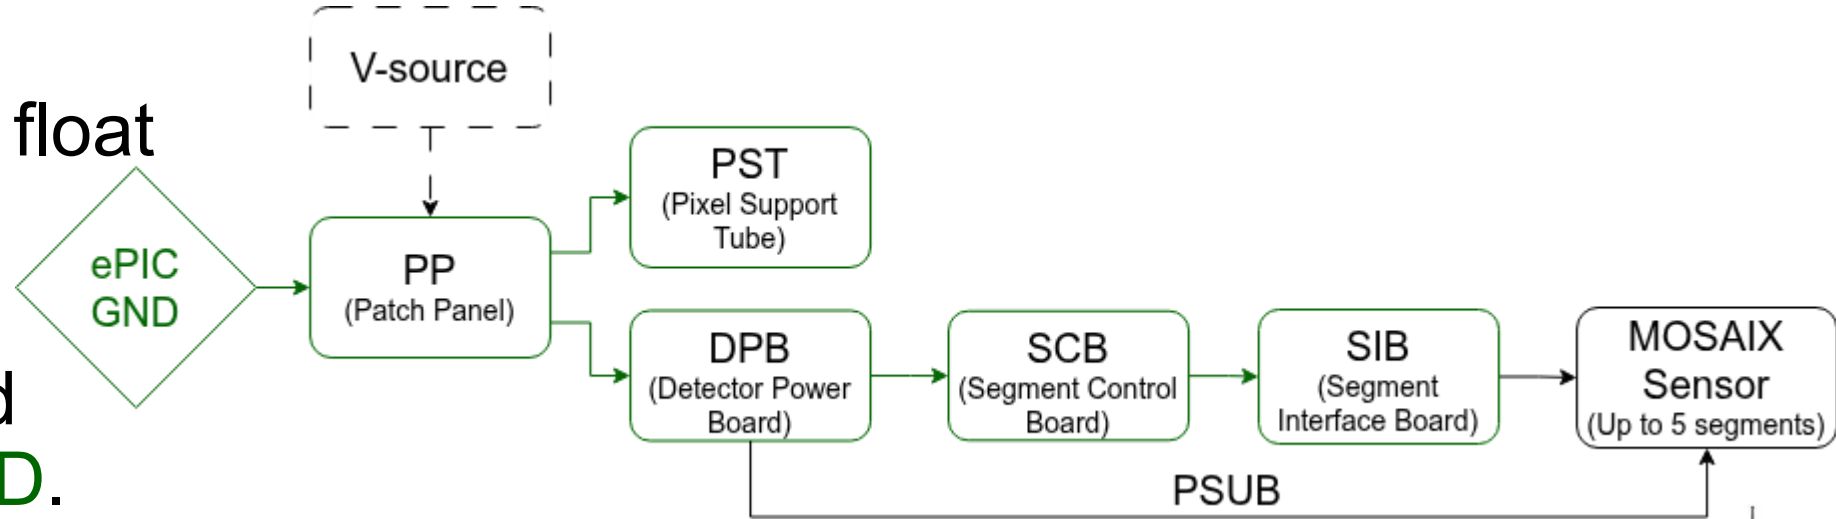 V-source
float
PST
(Pixel Support
Tube)
ePIC
GND
PP
(Patch Panel)
DPB
(Detector Power
Board)
SCB
(Segment Control
Board)
SIB
(Segment
Interface Board)
MOSAIX
Sensor
(Up to 5 segments)
d
D.
PSUB